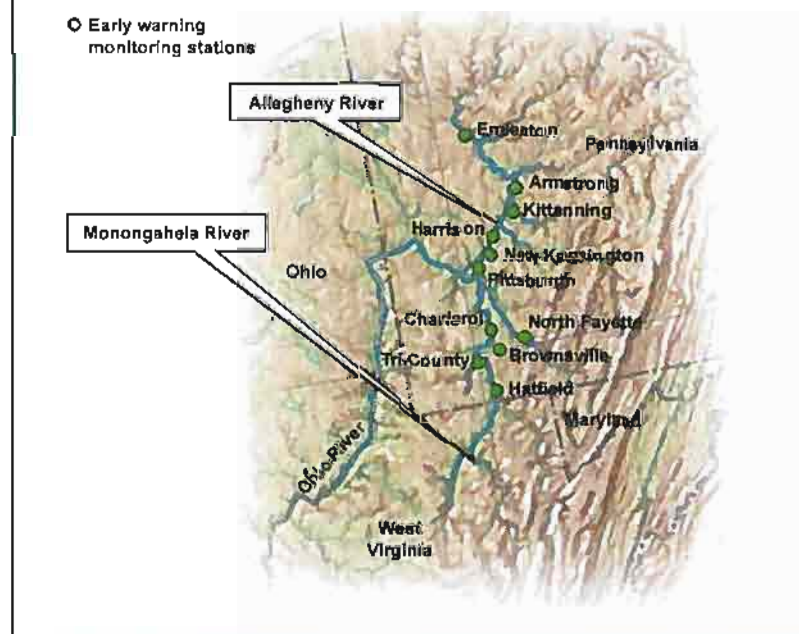 Early warning
monitoring stations
Allegheny River
Emlenton
Pennsylvania
Armstrong
Kittanning
Harrison
Monongahela River
New Kensington
Ohio
Pittsburgh
Charleroi
North Fayette
Tri-County
Brownsville
Hatfield
Maryland
Ohio River
West
Virginia